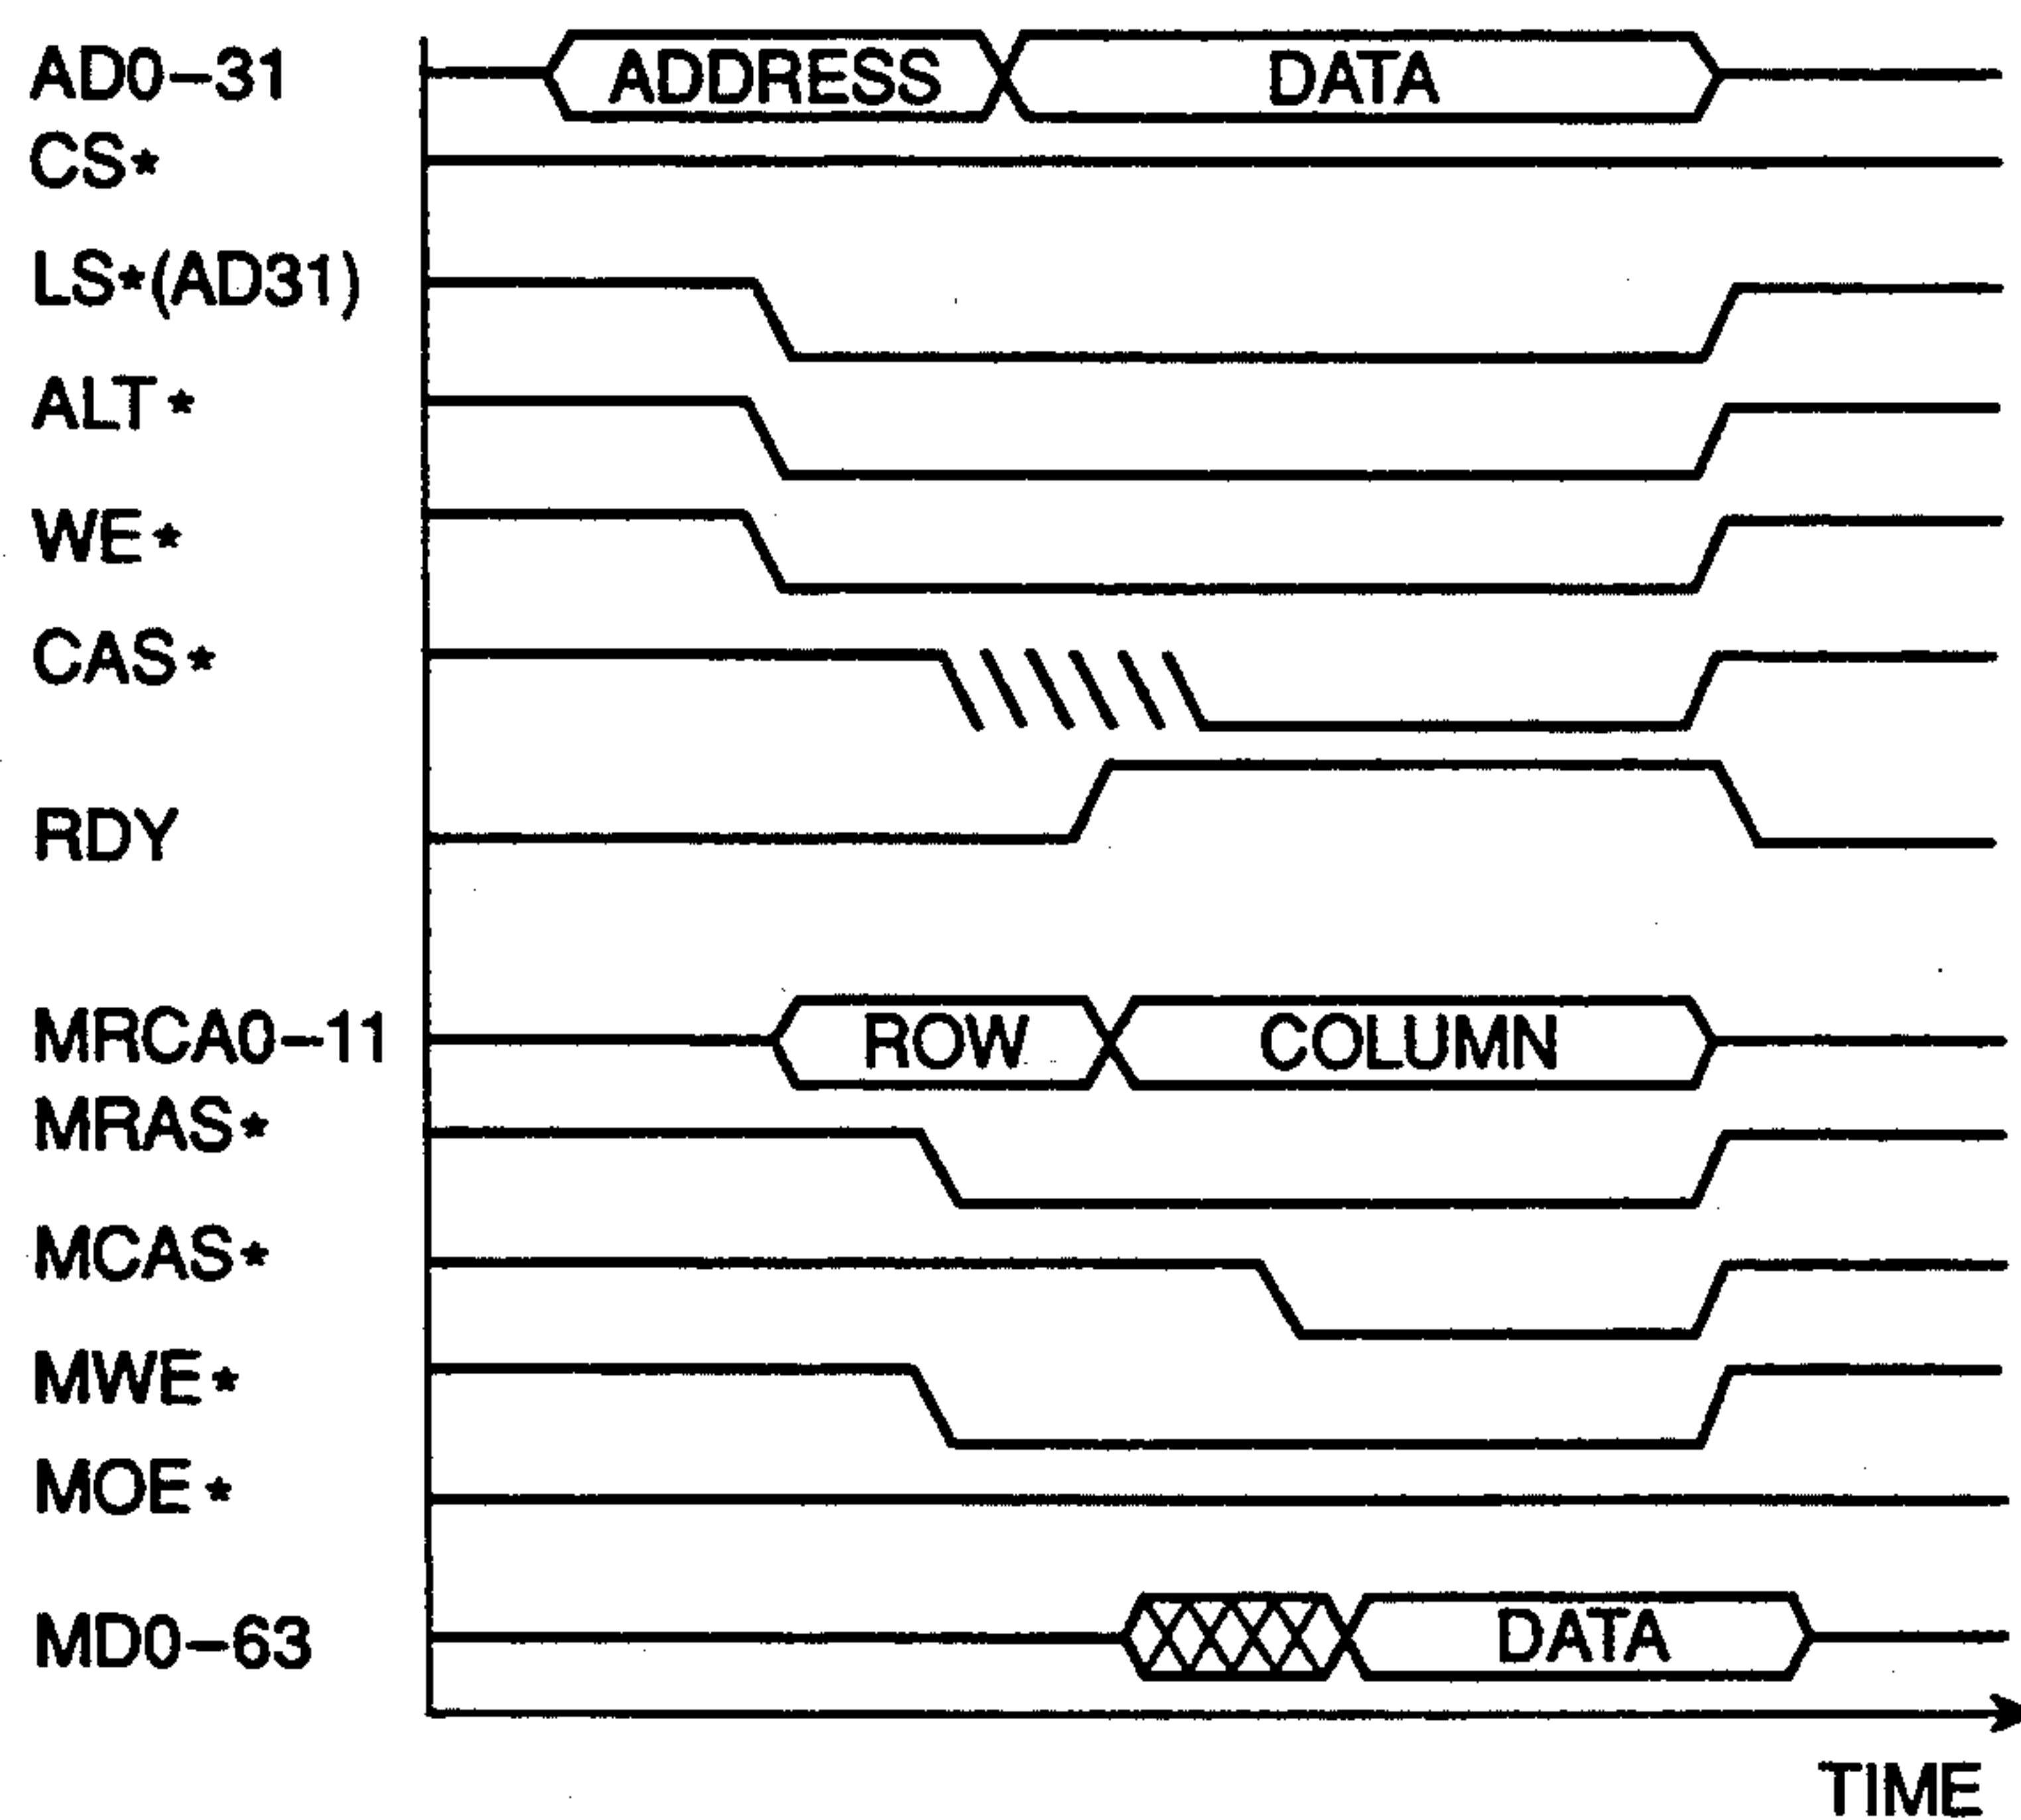 AD0-31 ADDRESS DATA
CS*
LS*(AD31)
ALT*
WE*
CAS*
RDY
MRCA0-11 ROW COLUMN
MRAS*
MCAS*
MWE*
MOE*
MD0-63 DATA
TIME